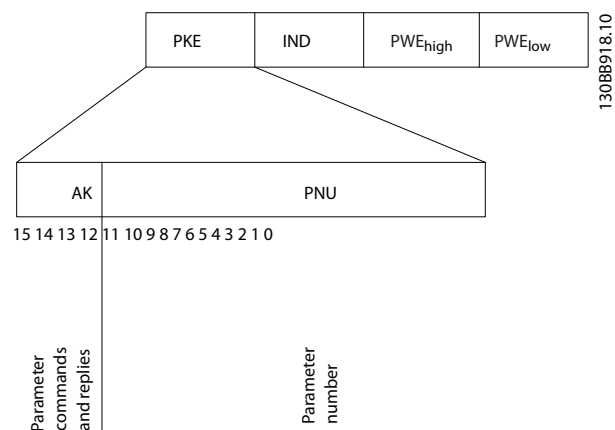 PKE IND PWEhigh PWElow
130BB918.10
AK PNU
15 14 13 12 11 10 9 8 7 6 5 4 3 2 1 0
Parameter
commands
and replies
Parameter
number